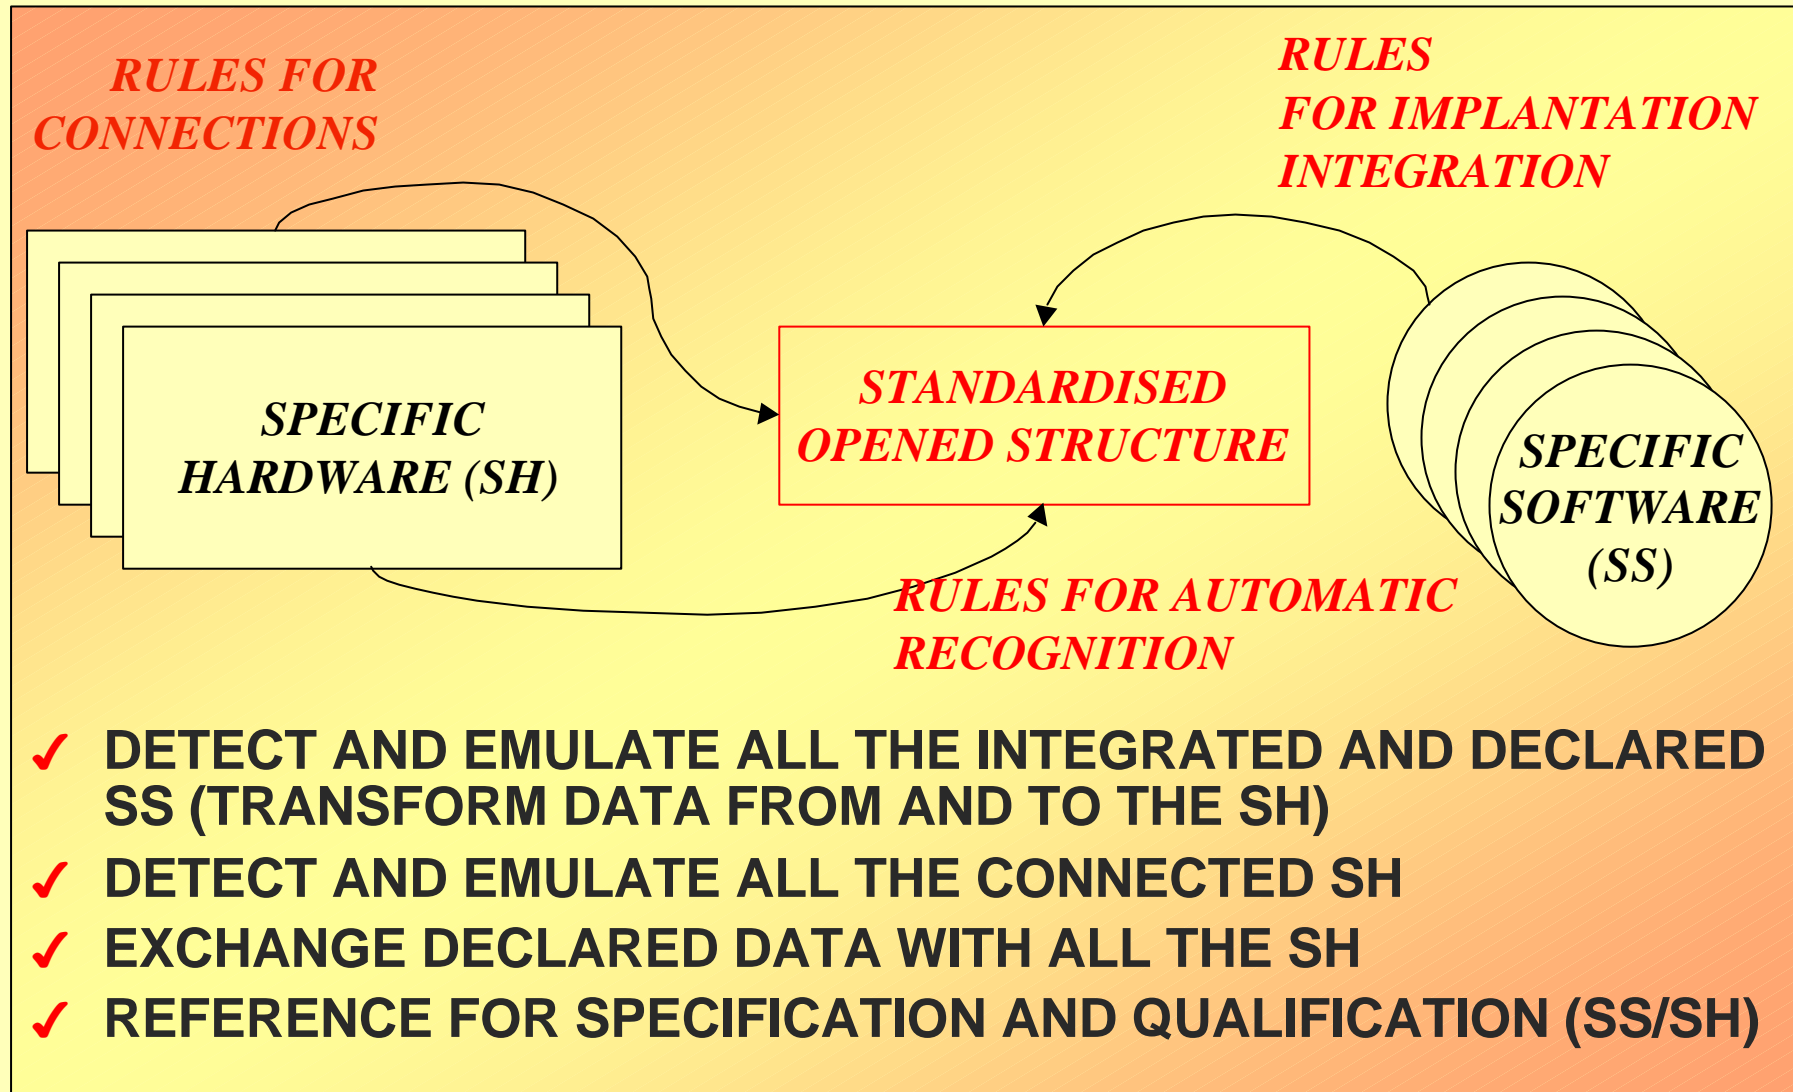 RULES FOR
CONNECTIONS
RULES
FOR IMPLANTATION
INTEGRATION
SPECIFIC
HARDWARE (SH)
STANDARDISED
OPENED STRUCTURE
SPECIFIC
SOFTWARE
(SS)
RULES FOR AUTOMATIC
RECOGNITION
✓ DETECT AND EMULATE ALL THE INTEGRATED AND DECLARED
SS (TRANSFORM DATA FROM AND TO THE SH)
✓ DETECT AND EMULATE ALL THE CONNECTED SH
✓ EXCHANGE DECLARED DATA WITH ALL THE SH
✓ REFERENCE FOR SPECIFICATION AND QUALIFICATION (SS/SH)